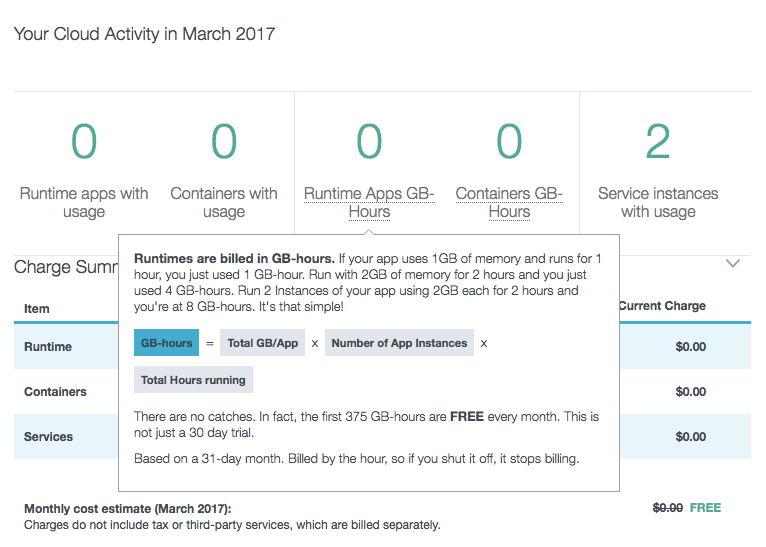 Your Cloud Activity in March 2017
0
0
0
0
2
Runtime apps with
usage
Containers with
usage
Runtime Apps GB-
Hours
Containers GB-
Hours
Service instances
with usage
Charge Summ
Runtimes are billed in GB-hours. If your app uses 1GB of memory and runs for 1
hour, you just used 1 GB-hour. Run with 2GB of memory for 2 hours and you just
used 4 GB-hours. Run 2 Instances of your app using 2GB each for 2 hours and
you're at 8 GB-hours. It's that simple!
GB-hours = Total GB/App x Number of App Instances x
Total Hours running
There are no catches. In fact, the first 375 GB-hours are FREE every month. This is
not just a 30 day trial.
Based on a 31-day month. Billed by the hour, so if you shut it off, it stops billing.
Item
Current Charge
Runtime
$0.00
Containers
$0.00
Services
$0.00
Monthly cost estimate (March 2017):
$0.00 FREE
Charges do not include tax or third-party services, which are billed separately.